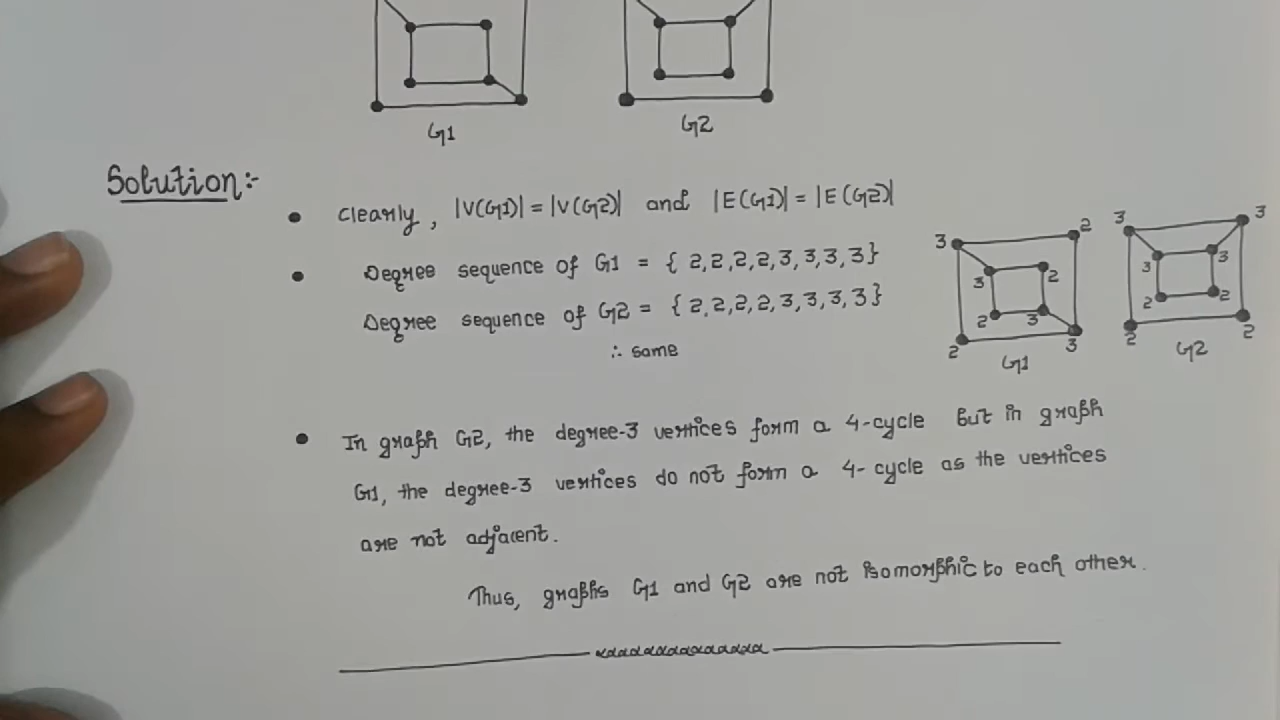 G1
G2
Solution:-
• Clearly, |V(G1)| = |V(G2)| and |E(G1)| = |E(G2)|
• Degree sequence of G1 = { 2,2,2,2,3,3,3,3}
Degree sequence of G2 = { 2,2,2,2,3,3,3,3}
∴ same
3 2
3 2
2 3
2 3
G1
3 3
3 3
2 2
2 2
G2
• In graph G2, the degree-3 vertices form a 4-cycle but in graph
G1, the degree-3 vertices do not form a 4-cycle as the vertices
are not adjacent.
Thus, graphs G1 and G2 are not isomorphic to each other.